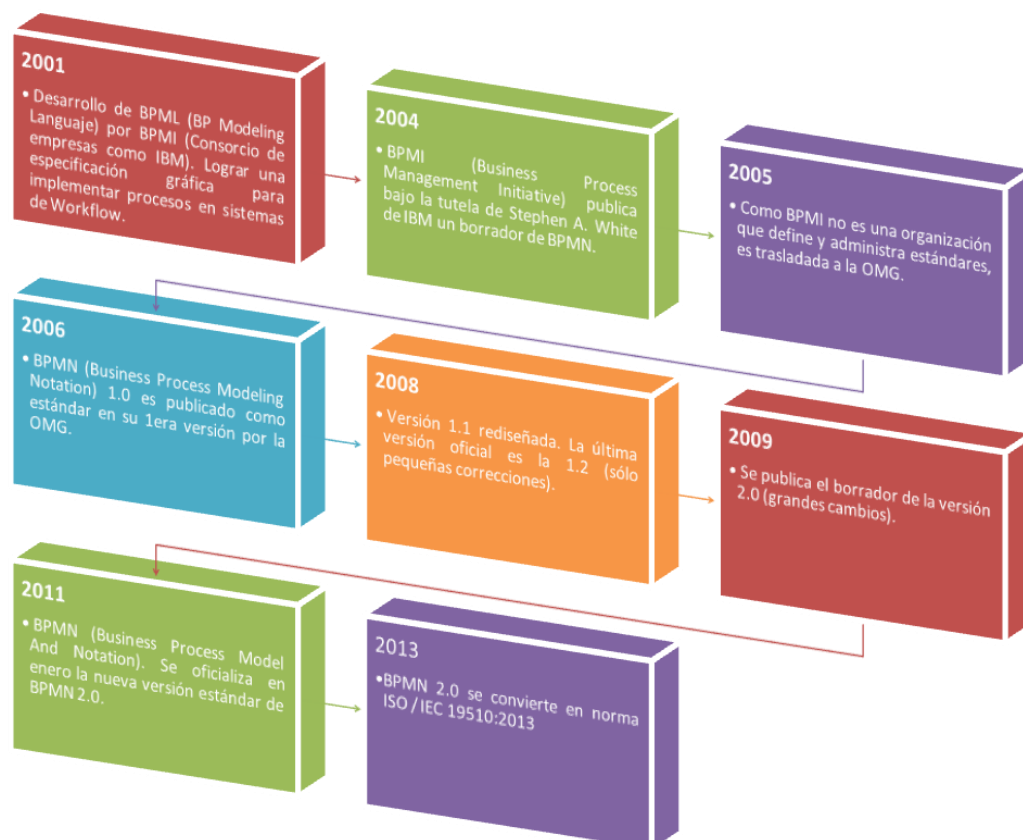 2001
• Desarrollo de BPML (BP Modeling
Languaje) por BPMI (Consorcio de
empresas como IBM). Lograr una
especificación gráfica para
implementar procesos en sistemas
de Workflow.
2004
• BPMI (Business Process
Management Initiative) publica
bajo la tutela de Stephen A. White
de IBM un borrador de BPMN.
2005
• Como BPMI no es una organización
que define y administra estándares,
es trasladada a la OMG.
2006
• BPMN (Business Process Modeling
Notation) 1.0 es publicado como
estándar en su 1era versión por la
OMG.
2008
• Versión 1.1 rediseñada. La última
versión oficial es la 1.2 (sólo
pequeñas correcciones).
2009
• Se publica el borrador de la versión
2.0 (grandes cambios).
2011
• BPMN (Business Process Model
And Notation). Se oficializa en
enero la nueva versión estándar de
BPMN 2.0.
2013
•BPMN 2.0 se convierte en norma
ISO / IEC 19510:2013